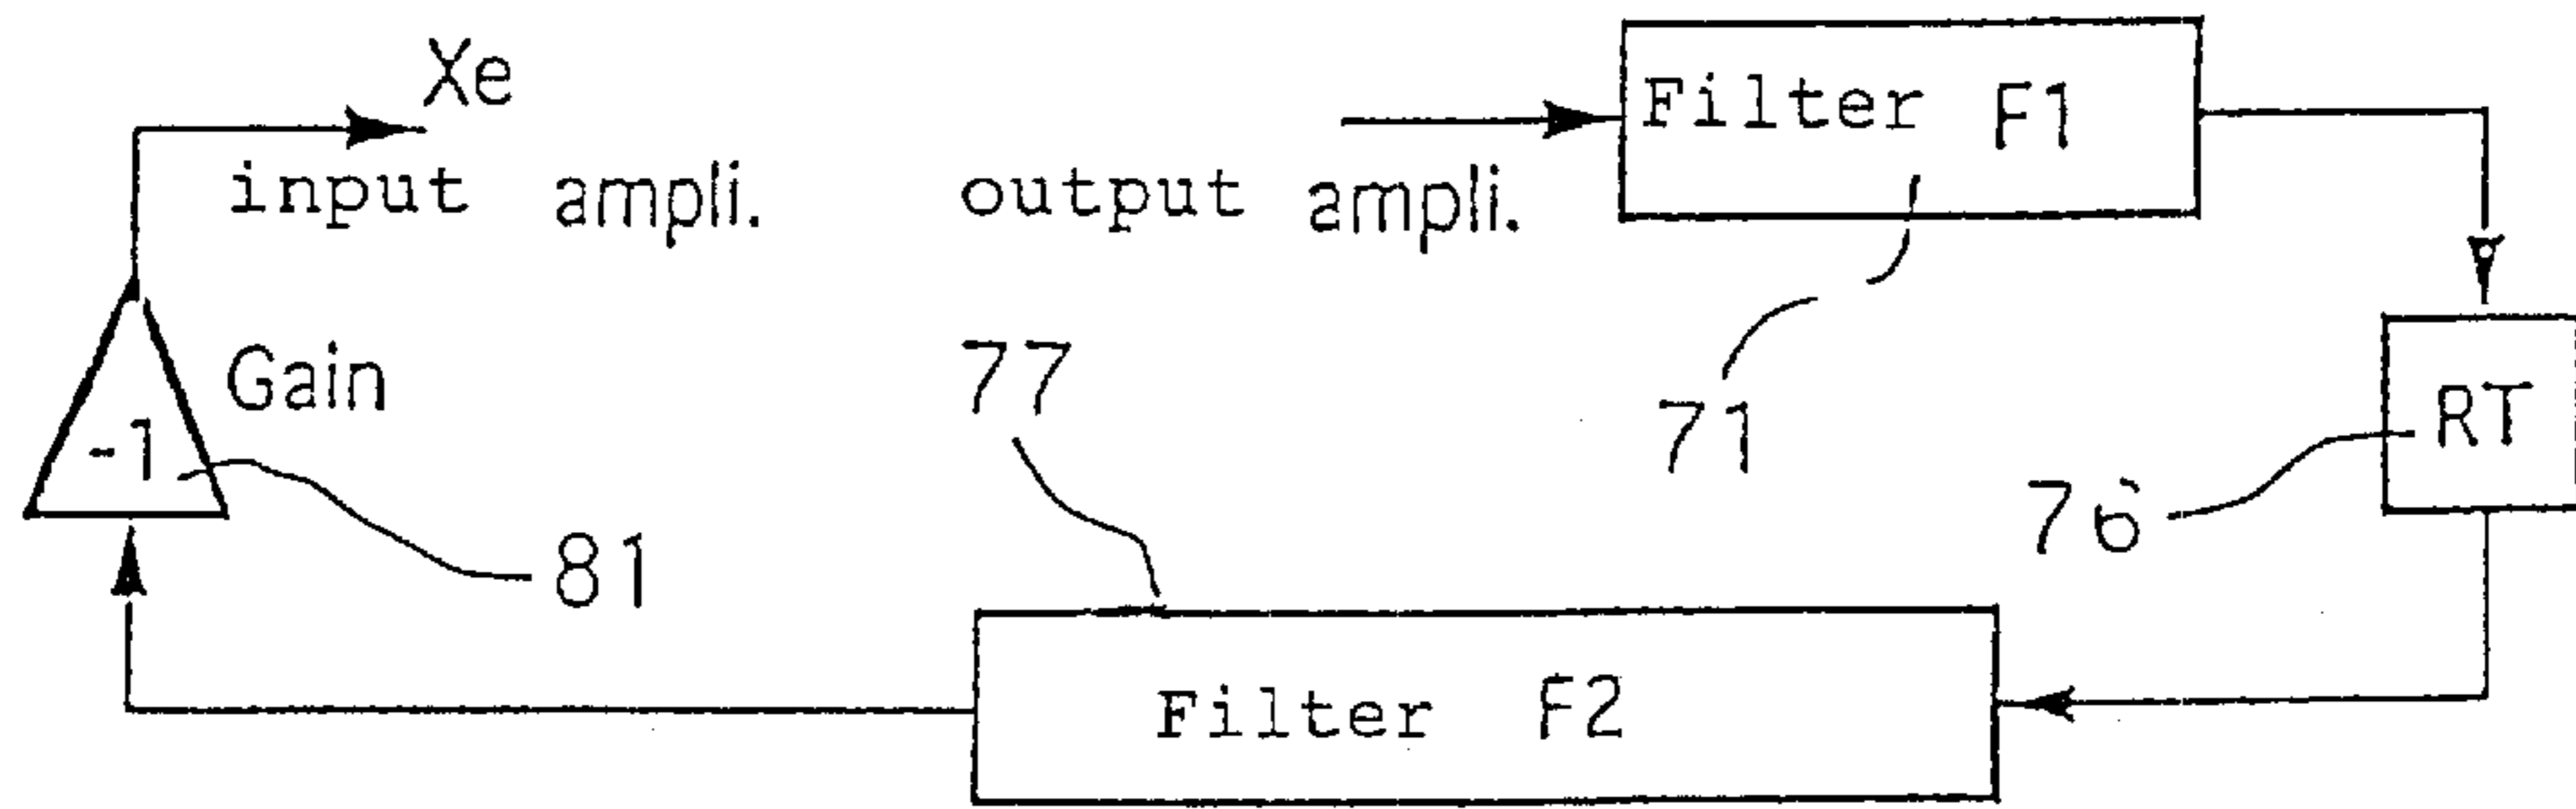 Xe
input ampli.
output ampli.
Filter F1
Gain
-1
77
71
RT
76
81
Filter F2